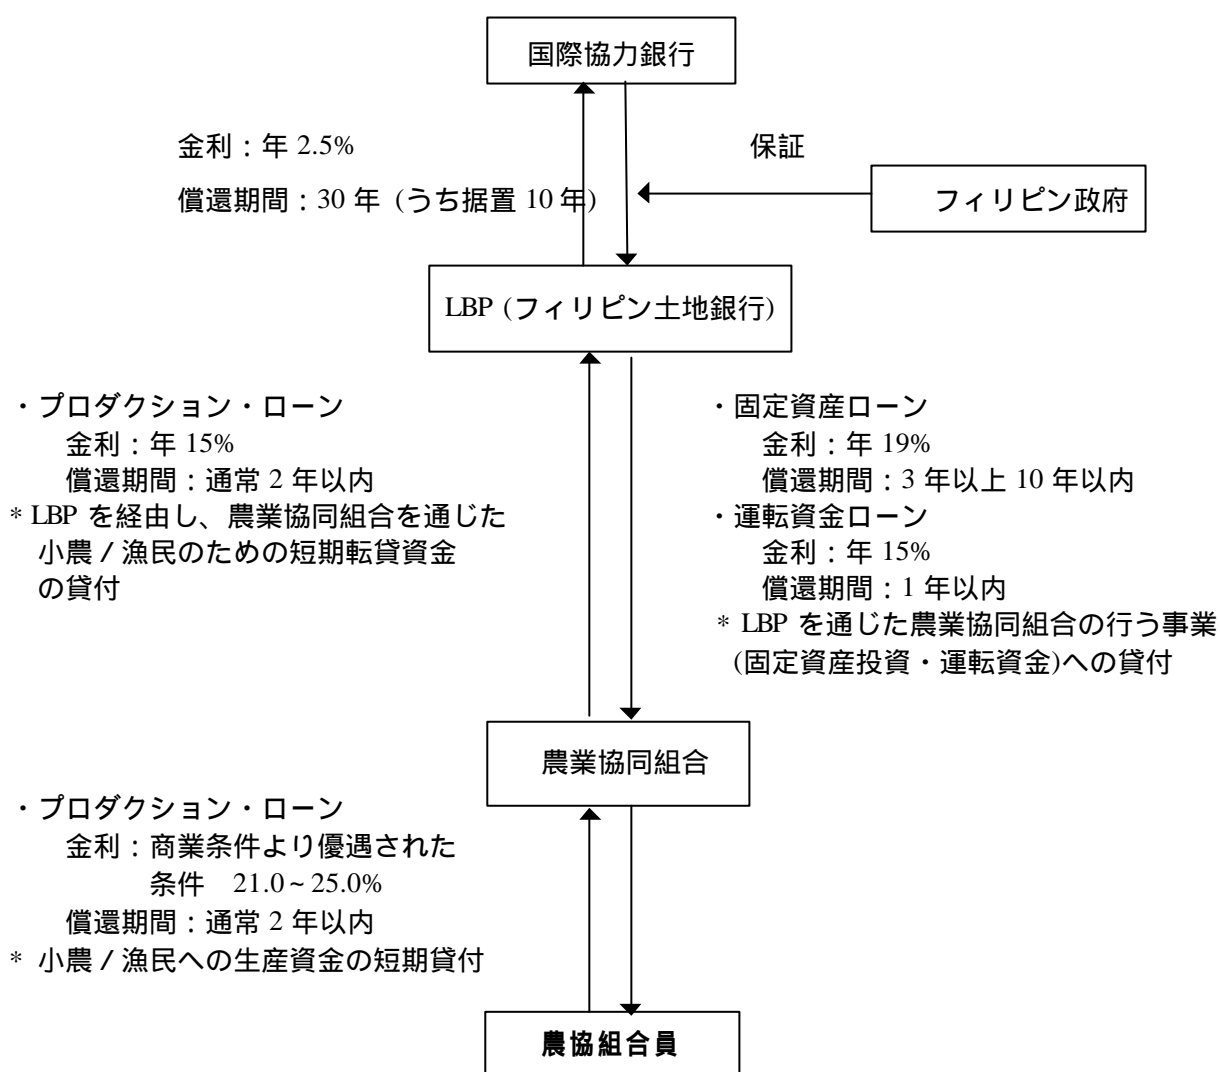 国際協力銀行
金利：年 2.5%
保証
償還期間：30 年 (うち据置 10 年)
フィリピン政府
LBP (フィリピン土地銀行)
・プロダクション・ローン
金利：年 15%
償還期間：通常 2 年以内
* LBP を経由し、農業協同組合を通じた
小農／漁民のための短期転貸資金
の貸付
・固定資産ローン
金利：年 19%
償還期間：3 年以上 10 年以内
・運転資金ローン
金利：年 15%
償還期間：1 年以内
* LBP を通じた農業協同組合の行う事業
(固定資産投資・運転資金)への貸付
農業協同組合
・プロダクション・ローン
金利：商業条件より優遇された
条件　21.0~25.0%
償還期間：通常 2 年以内
* 小農／漁民への生産資金の短期貸付
農協組合員